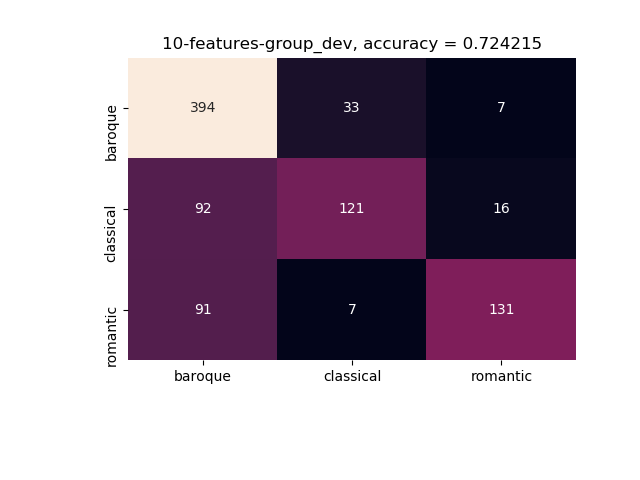 10-features-group_dev, accuracy = 0.724215
baroque 394 33 7
classical 92 121 16
romantic 91 7 131
baroque classical romantic